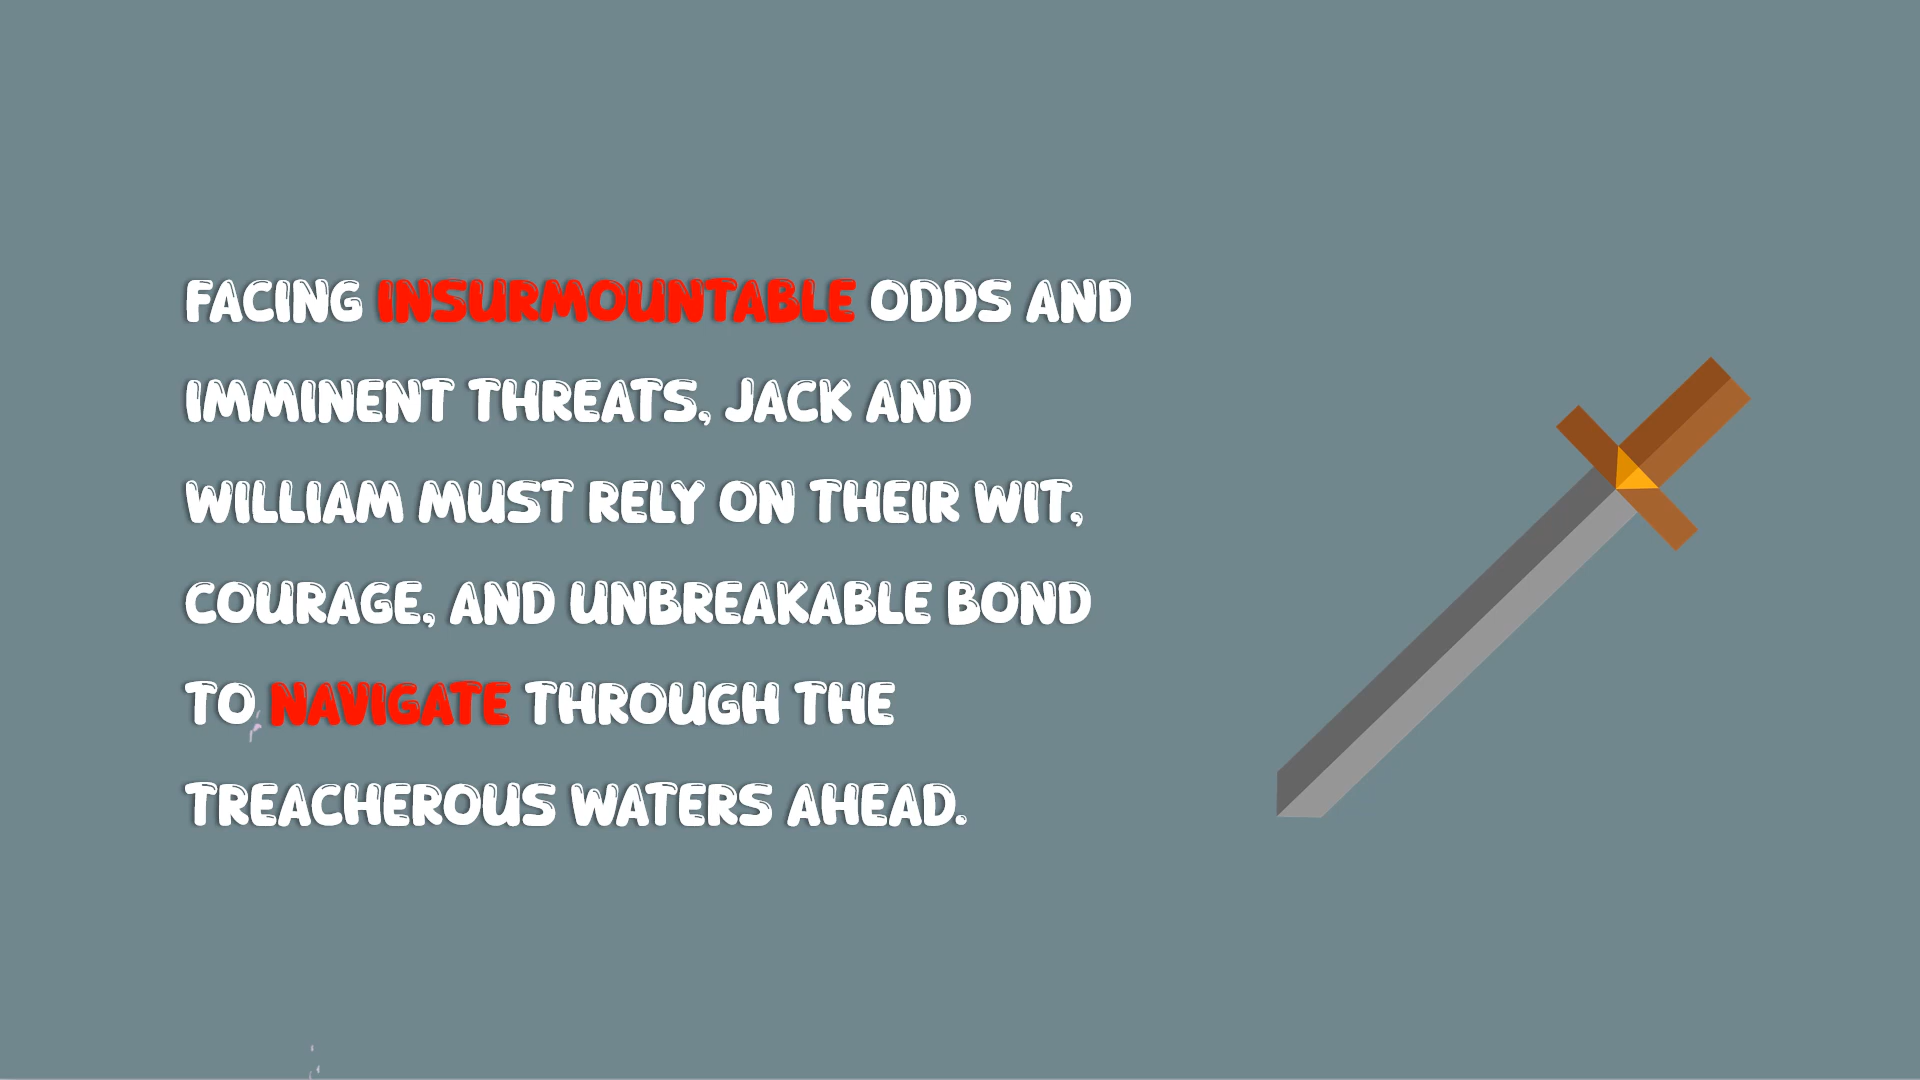 FACING INSURMOUNTABLE ODDS AND
IMMINENT THREATS, JACK AND
WILLIAM MUST RELY ON THEIR WIT,
COURAGE, AND UNBREAKABLE BOND
TO NAVIGATE THROUGH THE
TREACHEROUS WATERS AHEAD.